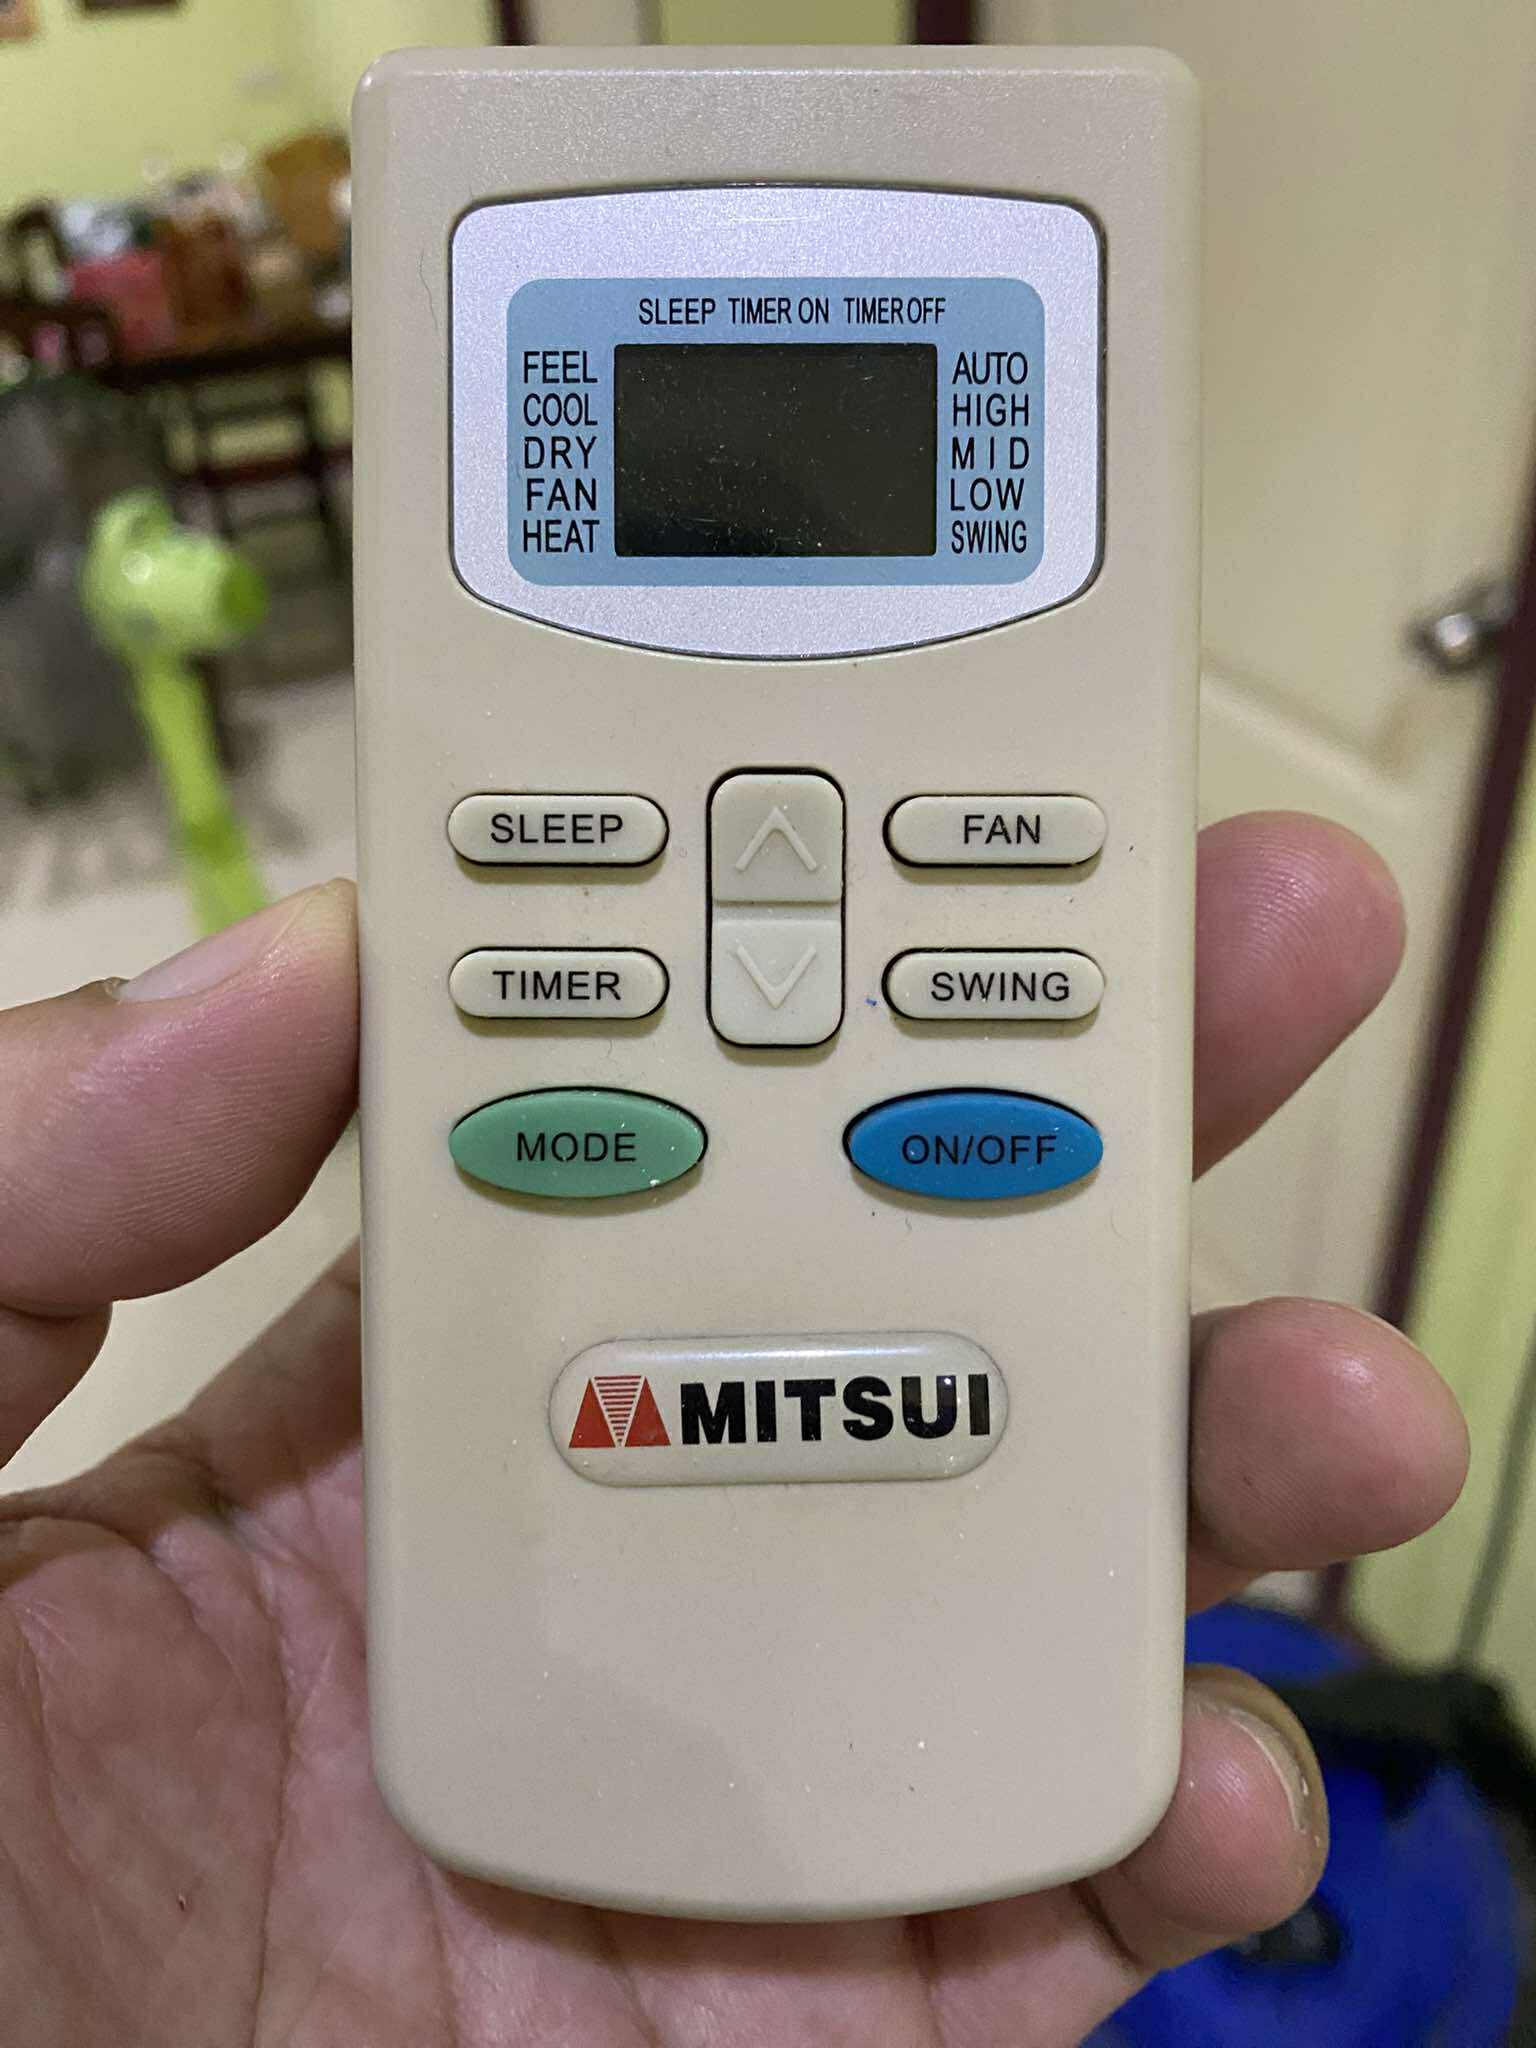 SLEEP TIMER ON TIMER OFF
FEEL AUTO
COOL HIGH
DRY MID
FAN LOW
HEAT SWING
SLEEP FAN
TIMER SWING
MODE ON/OFF
MITSUI